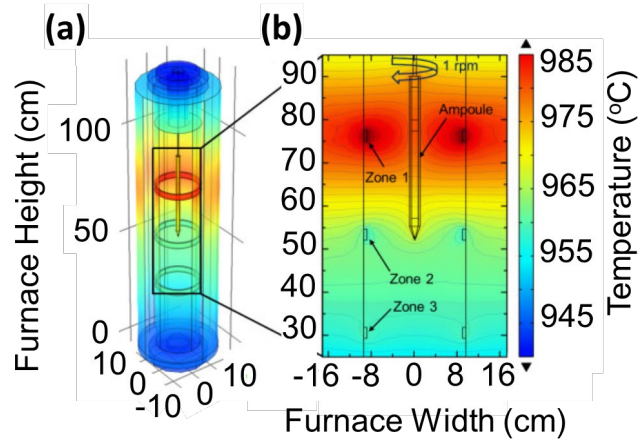 (a)
Furnace Height (cm)
100
50
0
10
0
-10
0
10
(b)
90
80
70
60
50
40
30
-16
-8
0
8
16
Furnace Width (cm)
1 rpm
Ampoule
Zone 1
Zone 2
Zone 3
985
975
965
955
945
Temperature (ºC)